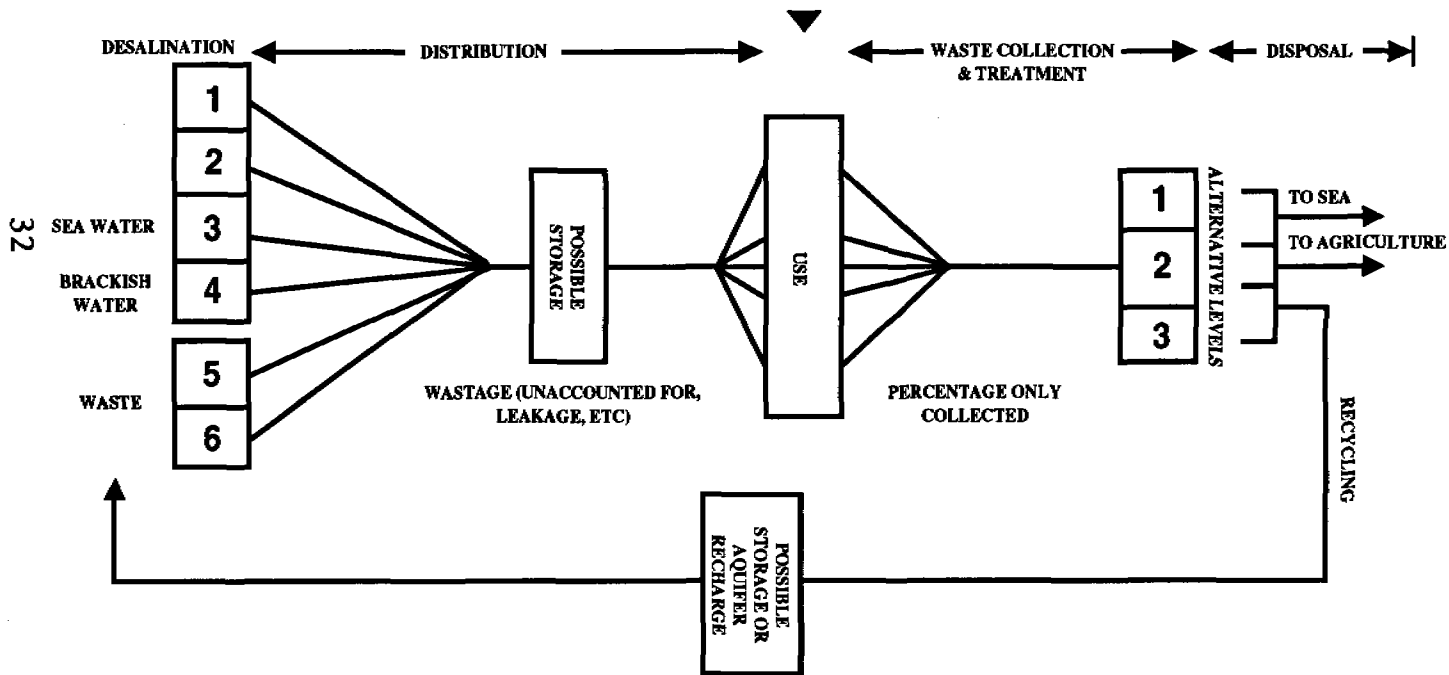 DESALINATION
DISTRIBUTION
WASTE COLLECTION
& TREATMENT
DISPOSAL
1
2
3
4
5
6
SEA WATER
BRACKISH
WATER
WASTE
32
POSSIBLE
STORAGE
WASTAGE (UNACCOUNTED FOR,
LEAKAGE, ETC)
USE
PERCENTAGE ONLY
COLLECTED
1
2
3
ALTERNATIVE LEVELS
TO SEA
TO AGRICULTURE
RECYCLING
POSSIBLE
STORAGE OR
AQUIFER
RECHARGE